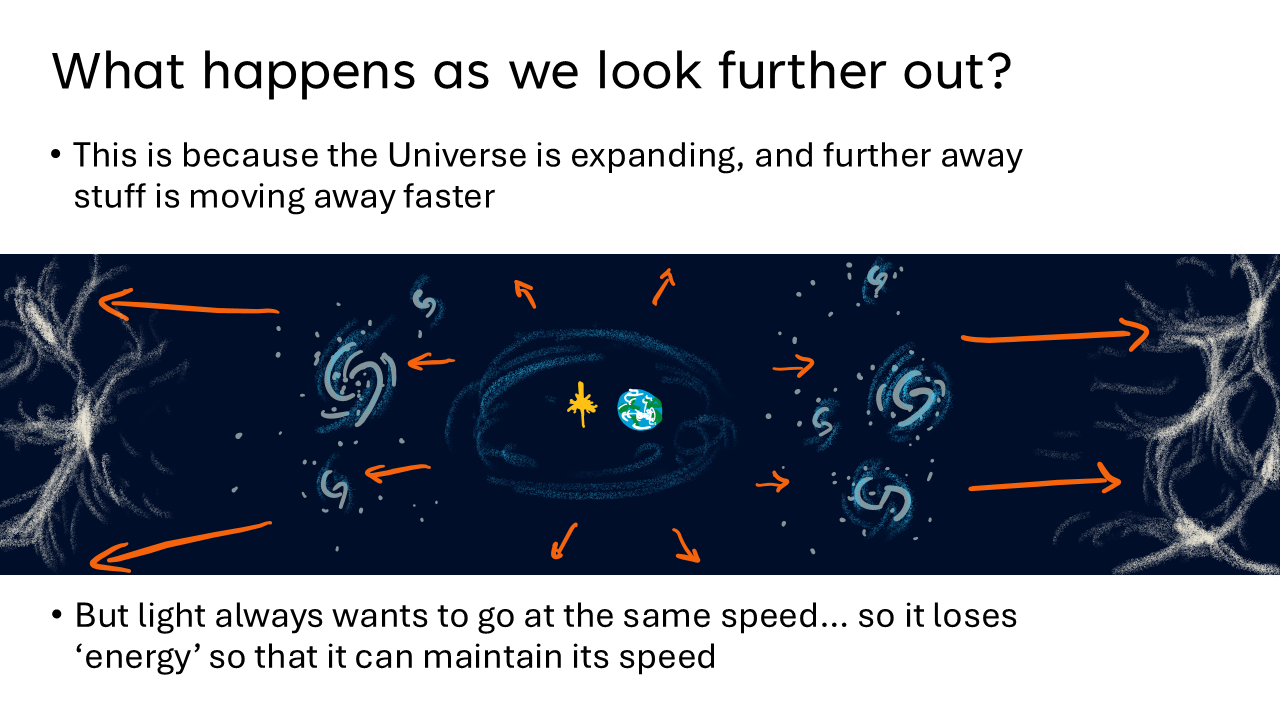 What happens as we look further out?
• This is because the Universe is expanding, and further away
stuff is moving away faster
• But light always wants to go at the same speed... so it loses
‘energy’ so that it can maintain its speed